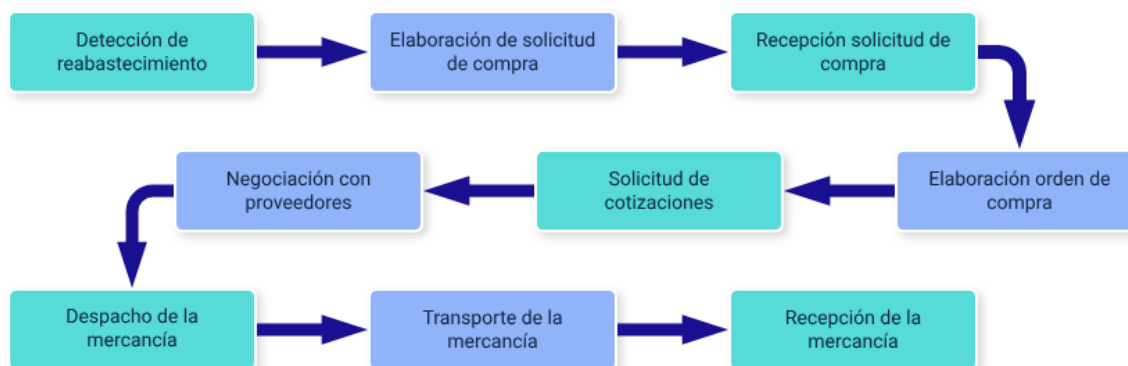 Detección de
reabastecimiento
Elaboración de solicitud
de compra
Recepción solicitud de
compra
Elaboración orden de
compra
Solicitud de
cotizaciones
Negociación con
proveedores
Despacho de la
mercancía
Transporte de la
mercancía
Recepción de la
mercancía